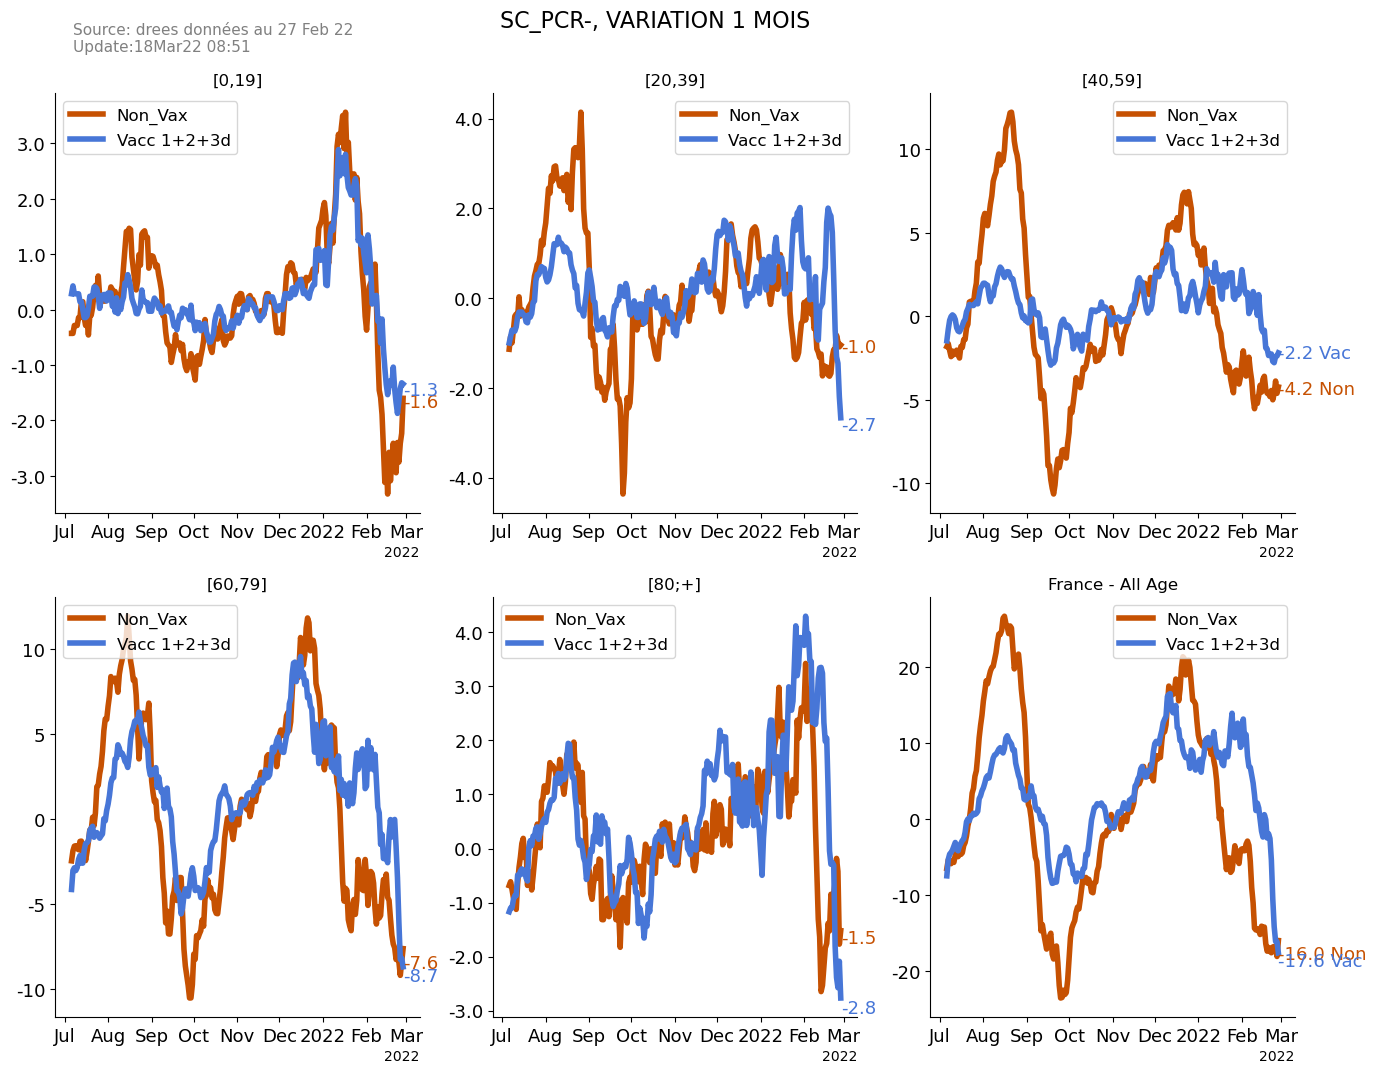 SC_PCR-, VARIATION 1 MOIS
Source: drees données au 27 Feb 22
Update:18Mar22 08:51
[0,19]
Non_Vax
Vacc 1+2+3d
3.0
2.0
1.0
0.0
-1.0
-2.0
-3.0
-1.3
-1.6
Jul Aug Sep Oct Nov Dec 2022 Feb Mar
2022
[20,39]
Non_Vax
Vacc 1+2+3d
4.0
2.0
0.0
-2.0
-4.0
-1.0
-2.7
Jul Aug Sep Oct Nov Dec 2022 Feb Mar
2022
[40,59]
Non_Vax
Vacc 1+2+3d
10
5
0
-5
-10
-2.2 Vac
-4.2 Non
Jul Aug Sep Oct Nov Dec 2022 Feb Mar
2022
[60,79]
Non_Vax
Vacc 1+2+3d
10
5
0
-5
-10
-7.6
-8.7
Jul Aug Sep Oct Nov Dec 2022 Feb Mar
2022
[80;+]
Non_Vax
Vacc 1+2+3d
4.0
3.0
2.0
1.0
0.0
-1.0
-2.0
-3.0
-1.5
-2.8
Jul Aug Sep Oct Nov Dec 2022 Feb Mar
2022
France - All Age
Non_Vax
Vacc 1+2+3d
20
10
0
-10
-20
-16.0 Non
-17.6 Vac
Jul Aug Sep Oct Nov Dec 2022 Feb Mar
2022